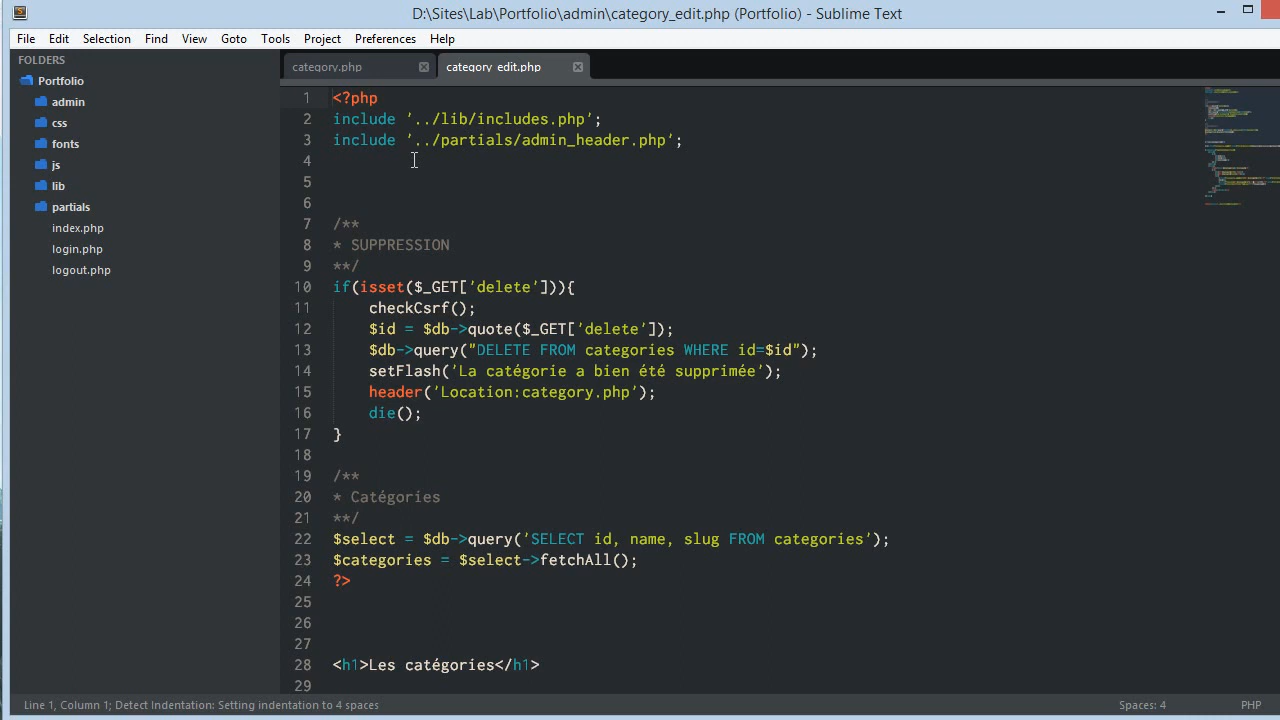 D:\Sites\Lab\Portfolio\admin\category_edit.php (Portfolio) - Sublime Text
File Edit Selection Find View Goto Tools Project Preferences Help
FOLDERS
Portfolio
admin
css
fonts
js
lib
partials
index.php
login.php
logout.php
category.php category_edit.php
1 <?php
2 include '../lib/includes.php';
3 include '../partials/admin_header.php';
4
5
6
7 /**
8 * SUPPRESSION
9 **/
10 if(isset($_GET['delete'])){
11 checkCsrf();
12 $id = $db->quote($_GET['delete']);
13 $db->query("DELETE FROM categories WHERE id=$id");
14 setFlash('La catégorie a bien été supprimée');
15 header('Location:category.php');
16 die();
17 }
18
19 /**
20 * Catégories
21 **/
22 $select = $db->query('SELECT id, name, slug FROM categories');
23 $categories = $select->fetchAll();
24 ?>
25
26
27
28 <h1>Les catégories</h1>
29
Line 1, Column 1; Detect Indentation: Setting indentation to 4 spaces Spaces: 4 PHP